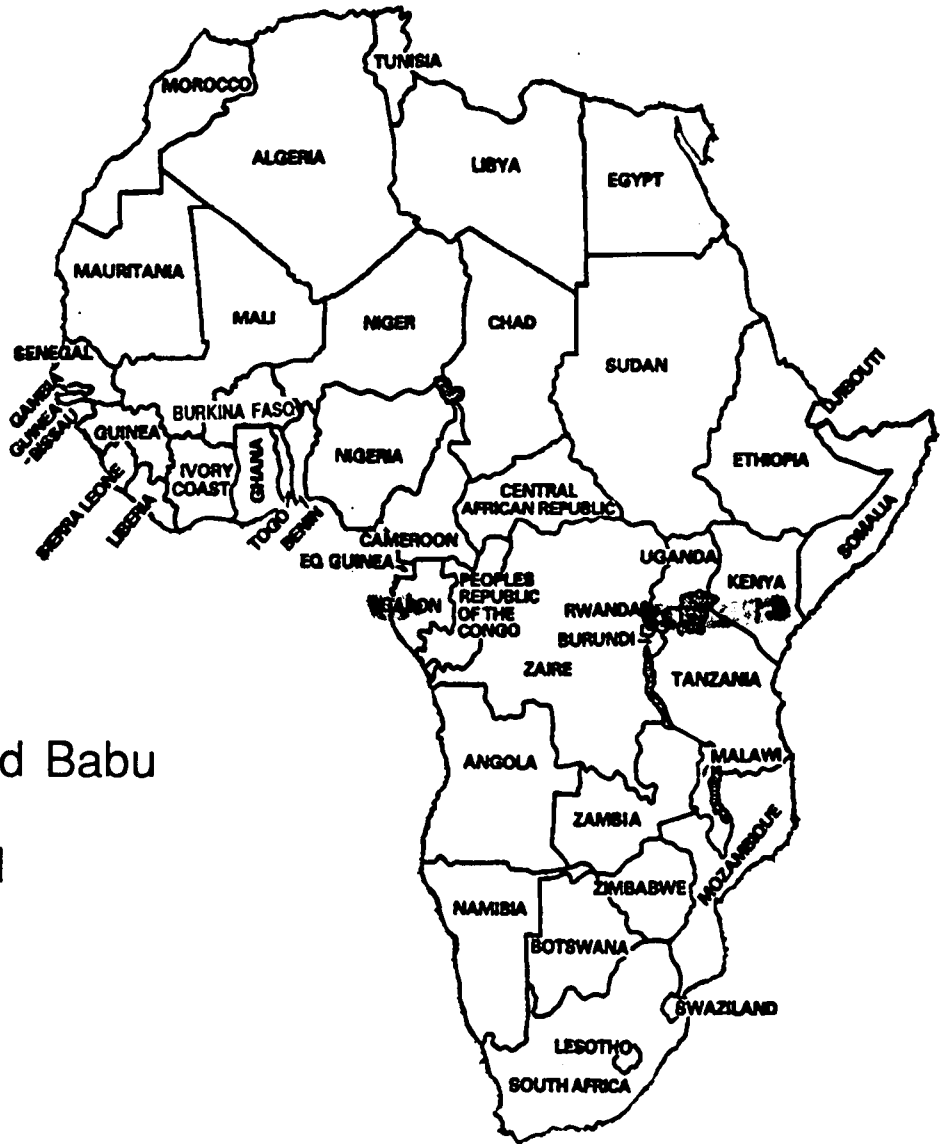 TUNISIA
MOROCCO
ALGERIA
LIBYA
EGYPT
MAURITANIA
MALI
NIGER
CHAD
SUDAN
SENEGAL
GAMBIA
GUINEA
-BISSAU
DJIBOUTI
BURKINA FASO
GUINEA
NIGERIA
IVORY
COAST
GHANA
ETHIOPIA
SIERRA LEONE
LIBERIA
TOGO
BENIN
CENTRAL
AFRICAN REPUBLIC
SOMALIA
CAMEROON
EQ GUINEA
UGANDA
KENYA
PEOPLES
REPUBLIC
OF THE
CONGO
GABON
RWANDA
BURUNDI
ZAIRE
TANZANIA
d Babu
ANGOLA
MALAWI
ZAMBIA
MOZAMBIQUE
ZIMBABWE
NAMIBIA
BOTSWANA
SWAZILAND
LESOTHO
SOUTH AFRICA